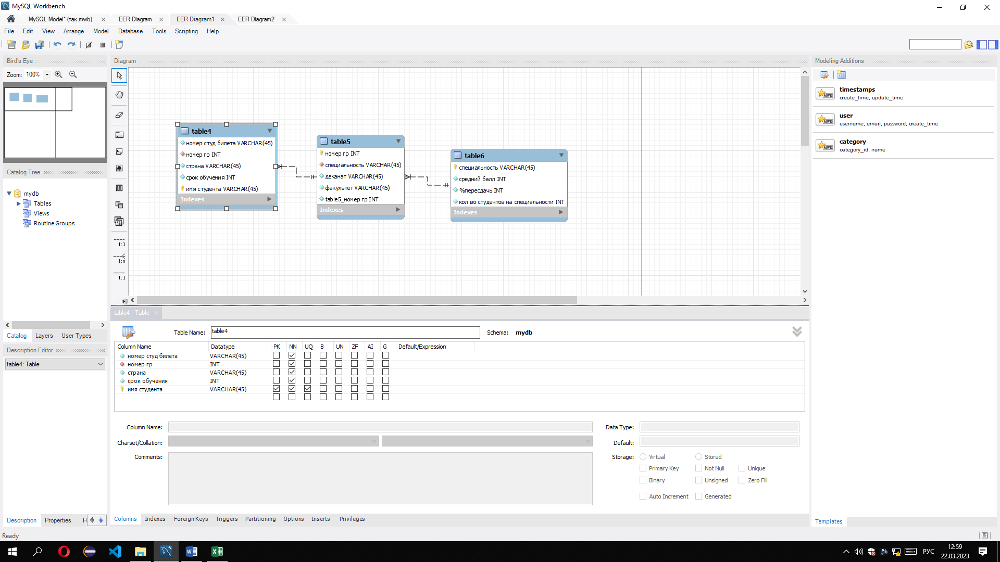 MySQL Workbench
MySQL Model* (так.mwb)
EER Diagram
EER Diagram1
EER Diagram2
File Edit View Arrange Model Database Tools Scripting Help
Bird's Eye
Zoom: 100%
Catalog Tree
mydb
Tables
Views
Routine Groups
Catalog Layers User Types
Description Editor
table4: Table
Description Properties H
Diagram
1:1
1:n
1:1
table4
номер студ билета VARCHAR(45)
номер гр INT
страна VARCHAR(45)
срок обучения INT
имя студента VARCHAR(45)
Indexes
table5
номер гр INT
специальность VARCHAR(45)
деканат VARCHAR(45)
факультет VARCHAR(45)
table5_номер гр INT
Indexes
table6
специальность VARCHAR(45)
средний балл INT
%пересдачь INT
кол во студентов на специальности INT
Indexes
table4 - Table
Table Name: table4
Schema: mydb
Column Name Datatype PK NN UQ B UN ZF AI G Default/Expression
номер студ билета VARCHAR(45)
номер гр INT
страна VARCHAR(45)
срок обучения INT
имя студента VARCHAR(45)
Column Name:
Data Type:
Charset/Collation:
Default:
Comments:
Storage: Virtual Stored
Primary Key Not Null Unique
Binary Unsigned Zero Fill
Auto Increment Generated
Columns Indexes Foreign Keys Triggers Partitioning Options Inserts Privileges
Modeling Additions
timestamps
create_time, update_time
user
username, email, password, create_time
category
category_id, name
Templates
Ready
РУС
12:59
22.03.2023